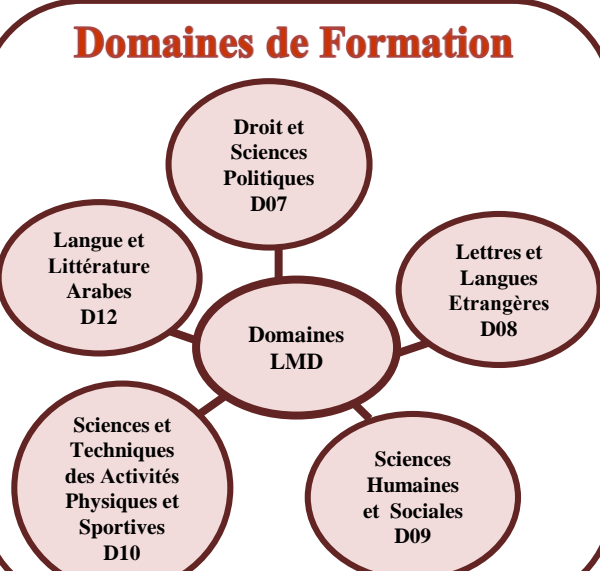 Domaines de Formation
Droit et
Sciences
Politiques
D07
Langue et
Littérature
Arabes
D12
Lettres et
Langues
Etrangères
D08
Domaines
LMD
Sciences et
Techniques
des Activités
Physiques et
Sportives
D10
Sciences
Humaines
et Sociales
D09